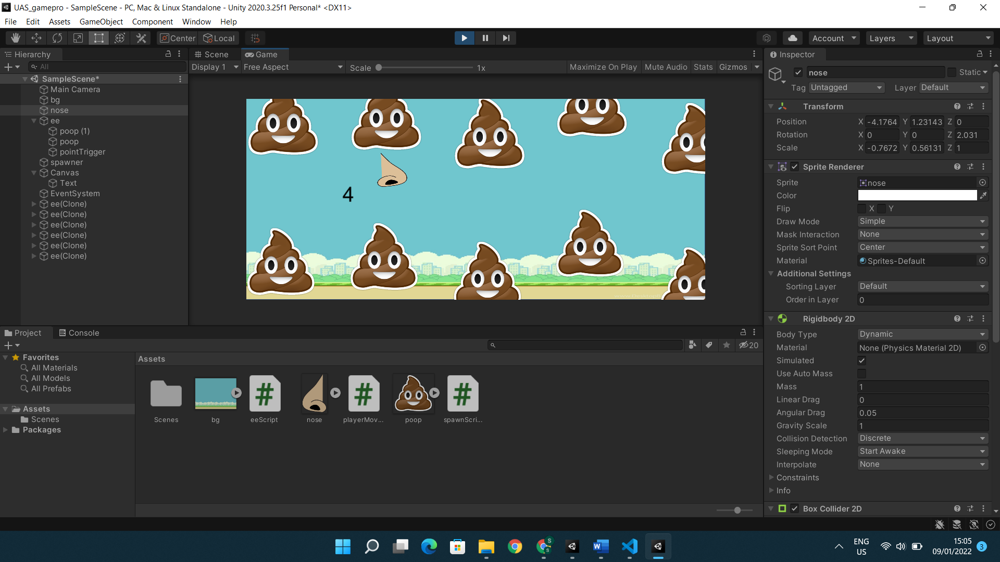 UAS_gamepro - SampleScene - PC, Mac & Linux Standalone - Unity 2020.3.25f1 Personal* <DX11>
File Edit Assets GameObject Component Window Help
Center Local Account Layers Layout
Hierarchy
All
SampleScene*
Main Camera
bg
nose
ee
poop (1)
poop
pointTrigger
spawner
Canvas
Text
EventSystem
ee(Clone)
ee(Clone)
ee(Clone)
ee(Clone)
ee(Clone)
ee(Clone)
Scene Game
Display 1 Free Aspect Scale 1x Maximize On Play Mute Audio Stats Gizmos
4
Inspector
nose Static
Tag Untagged Layer Default
Transform
Position X -4.1764 Y 1.23143 Z 0
Rotation X 0 Y 0 Z 2.031
Scale X -0.7672 Y 0.56131 Z 1
Sprite Renderer
Sprite nose
Color
Flip X Y
Draw Mode Simple
Mask Interaction None
Sprite Sort Point Center
Material Sprites-Default
Additional Settings
Sorting Layer Default
Order in Layer 0
Rigidbody 2D
Body Type Dynamic
Material None (Physics Material 2D)
Simulated
Use Auto Mass
Mass 1
Linear Drag 0
Angular Drag 0.05
Gravity Scale 1
Collision Detection Discrete
Sleeping Mode Start Awake
Interpolate None
Constraints
Info
Box Collider 2D
Project Console
20
Favorites
All Materials
All Models
All Prefabs
Assets
Scenes
Packages
Assets
Scenes bg eeScript nose playerMov... poop spawnScri...
S
S
ENG
US
15:05
09/01/2022
3